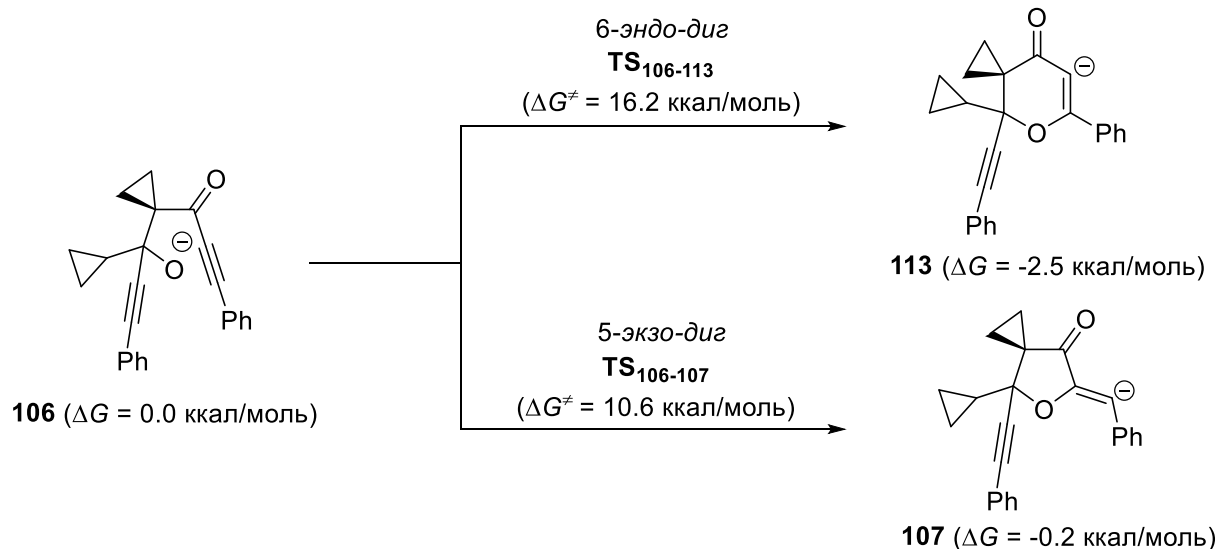 6-эндо-диг
TS106-113
(ΔG≠ = 16.2 ккал/моль)
O
O
Ph
Ph
113 (ΔG = -2.5 ккал/моль)
O
O
Ph
Ph
106 (ΔG = 0.0 ккал/моль)
5-экзо-диг
TS106-107
(ΔG≠ = 10.6 ккал/моль)
O
O
Ph
Ph
107 (ΔG = -0.2 ккал/моль)